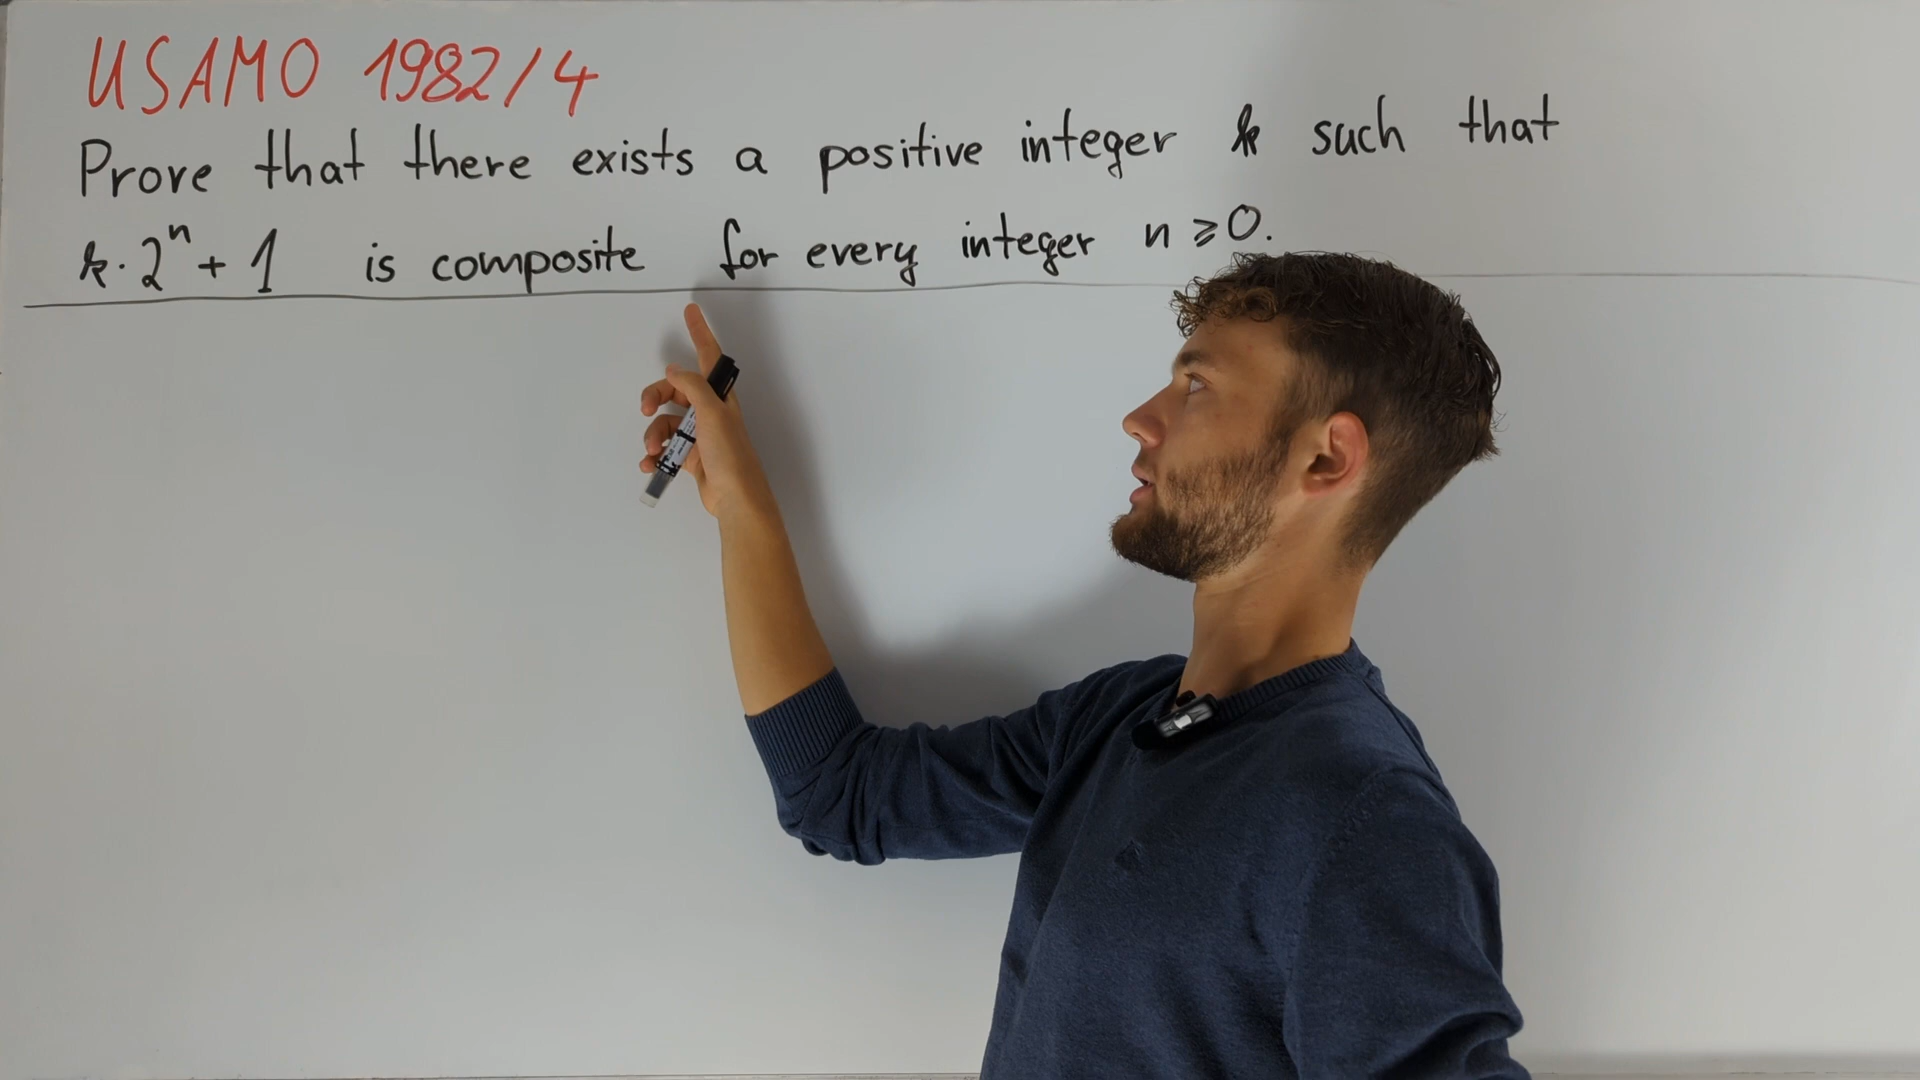 USAMO 1982/4
Prove that there exists a positive integer k such that
k·2ⁿ + 1 is composite for every integer n ⩾ 0.